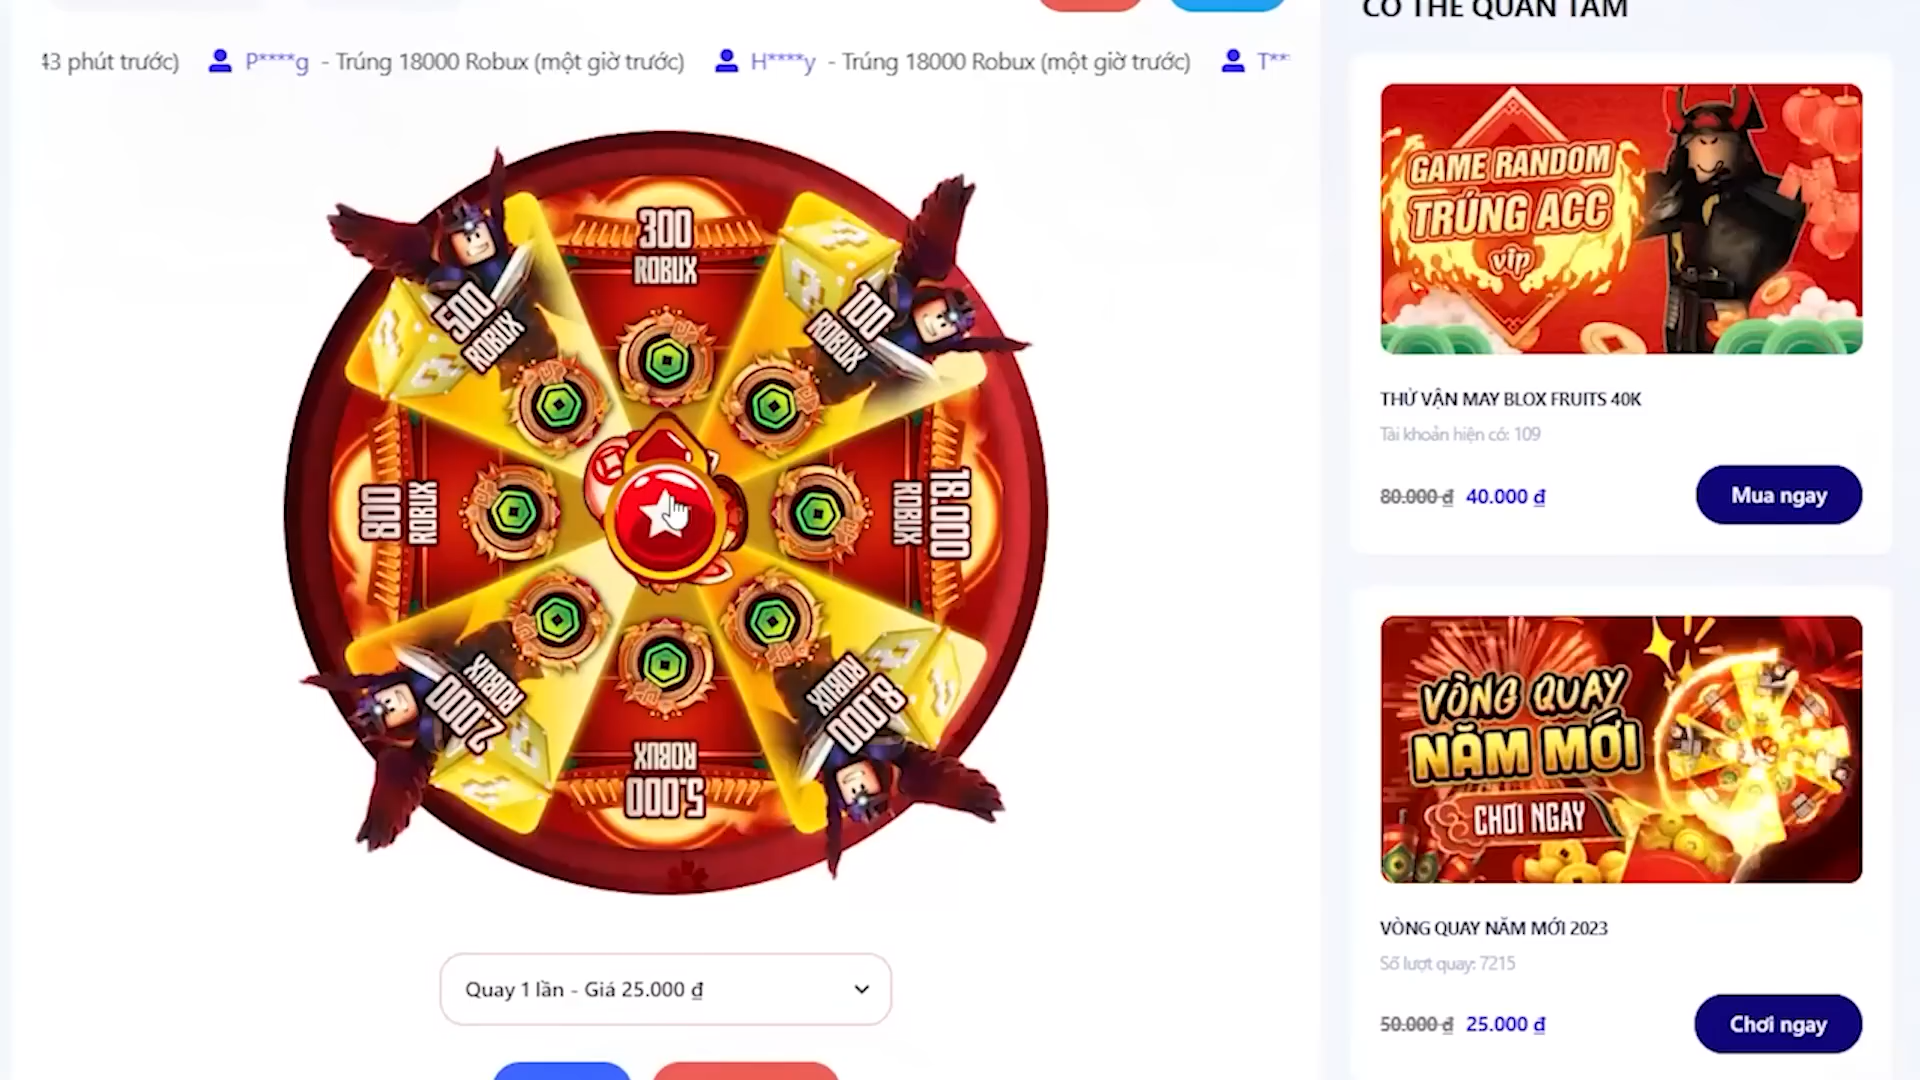 43 phút trước)
P****g - Trúng 18000 Robux (một giờ trước)
H****y - Trúng 18000 Robux (một giờ trước)
T**
300
ROBUX
100
ROBUX
18.000
ROBUX
8.000
ROBUX
5.000
ROBUX
2.000
ROBUX
800
ROBUX
500
ROBUX
Quay 1 lần - Giá 25.000 ₫
CÓ THỂ QUAN TÂM
GAME RANDOM
TRÚNG ACC
vip
THỬ VẬN MAY BLOX FRUITS 40K
Tài khoản hiện có: 109
80.000 ₫ 40.000 ₫
Mua ngay
VÒNG QUAY
NĂM MỚI
CHƠI NGAY
VÒNG QUAY NĂM MỚI 2023
Số lượt quay: 7215
50.000 ₫ 25.000 ₫
Chơi ngay